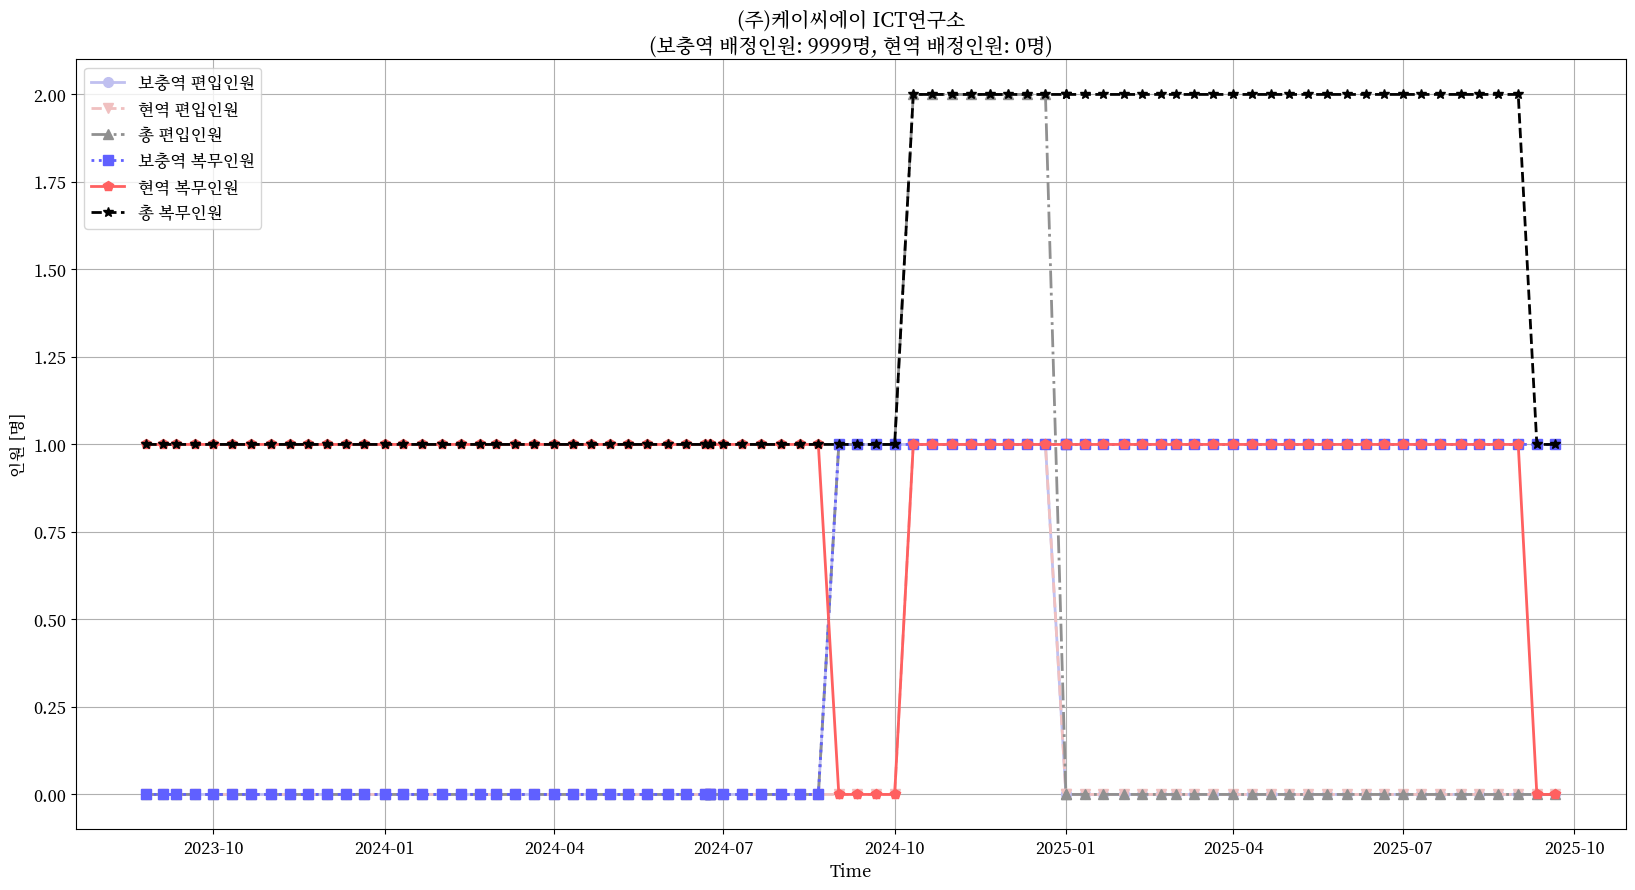 (주)케이씨에이 ICT연구소
(보충역 배정인원: 9999명, 현역 배정인원: 0명)
보충역 편입인원
현역 편입인원
총 편입인원
보충역 복무인원
현역 복무인원
총 복무인원
2.00
1.75
1.50
1.25
1.00
0.75
0.50
0.25
0.00
인원 [명]
2023-10
2024-01
2024-04
2024-07
2024-10
2025-01
2025-04
2025-07
2025-10
Time